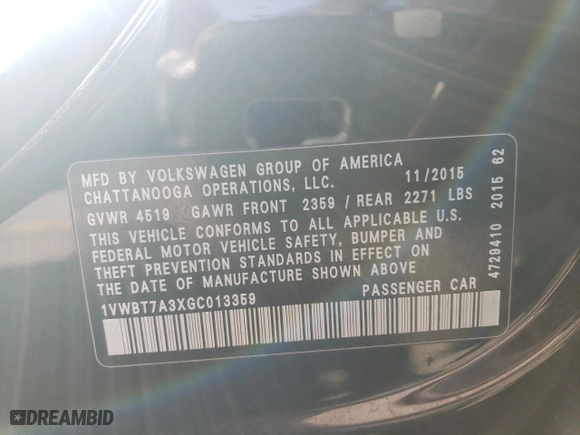 MFD BY VOLKSWAGEN GROUP OF AMERICA
CHATTANOOGA OPERATIONS, LLC. 11/2015
GVWR 4519 GAWR FRONT 2359 / REAR 2271 LBS
THIS VEHICLE CONFORMS TO ALL APPLICABLE U.S.
FEDERAL MOTOR VEHICLE SAFETY, BUMPER AND
THEFT PREVENTION STANDARDS IN EFFECT ON
THE DATE OF MANUFACTURE SHOWN ABOVE
1VWBT7A3XGC013359 PASSENGER CAR
4729410 2015 62
DREAMBID